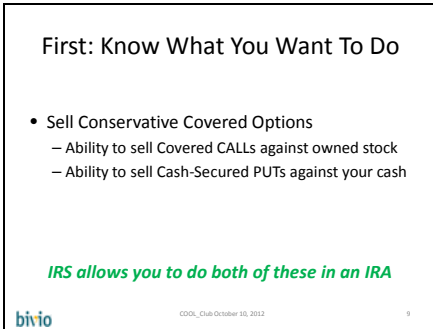 First: Know What You Want To Do
• Sell Conservative Covered Options
– Ability to sell Covered CALLs against owned stock
– Ability to sell Cash-Secured PUTs against your cash
IRS allows you to do both of these in an IRA
bivio
COOL_Club October 10, 2012
9